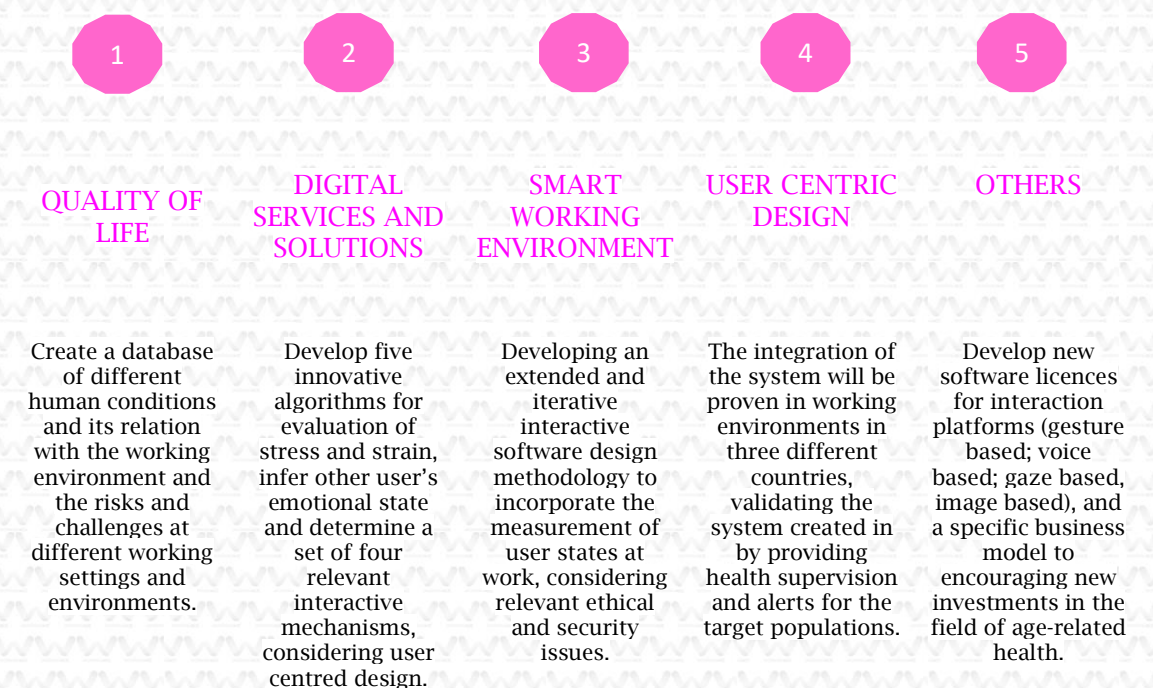 1
2
3
4
5
QUALITY OF
LIFE
DIGITAL
SERVICES AND
SOLUTIONS
SMART
WORKING
ENVIRONMENT
USER CENTRIC
DESIGN
OTHERS
Create a database
of different
human conditions
and its relation
with the working
environment and
the risks and
challenges at
different working
settings and
environments.
Develop five
innovative
algorithms for
evaluation of
stress and strain,
infer other user's
emotional state
and determine a
set of four
relevant
interactive
mechanisms,
considering user
centred design.
Developing an
extended and
iterative
interactive
software design
methodology to
incorporate the
measurement of
user states at
work, considering
relevant ethical
and security
issues.
The integration of
the system will be
proven in working
environments in
three different
countries,
validating the
system created in
by providing
health supervision
and alerts for the
target populations.
Develop new
software licences
for interaction
platforms (gesture
based; voice
based; gaze based,
image based), and
a specific business
model to
encouraging new
investments in the
field of age-related
health.